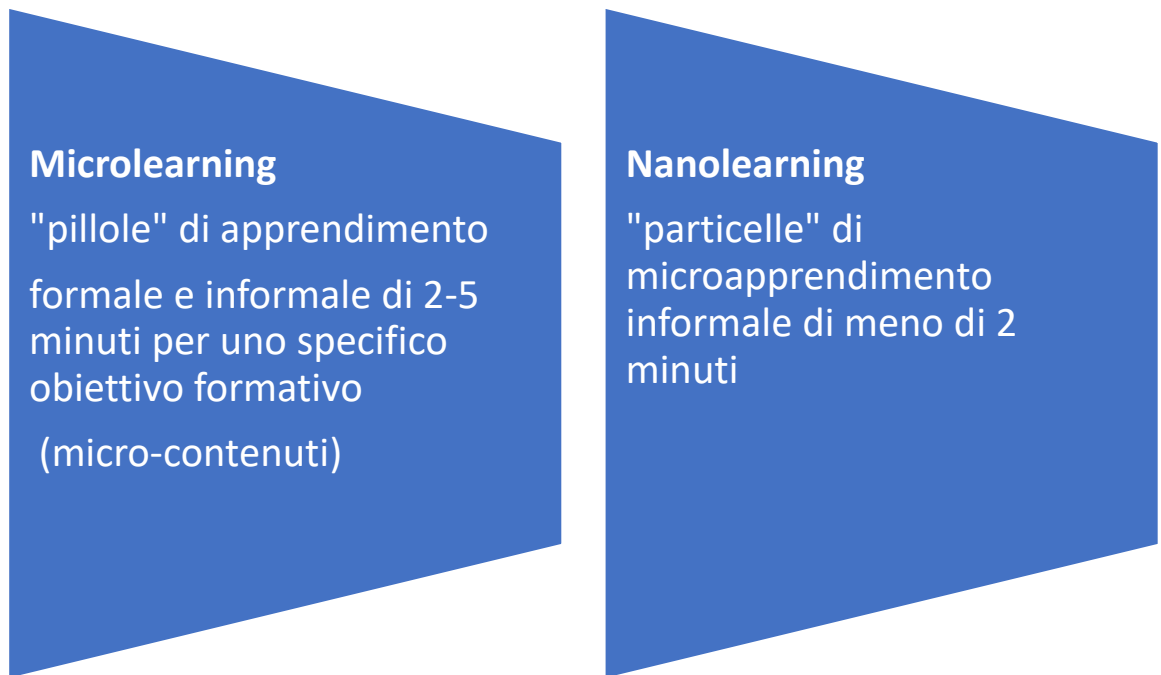 Microlearning
"pillole" di apprendimento
formale e informale di 2-5
minuti per uno specifico
obiettivo formativo
(micro-contenuti)
Nanolearning
"particelle" di
microapprendimento
informale di meno di 2
minuti